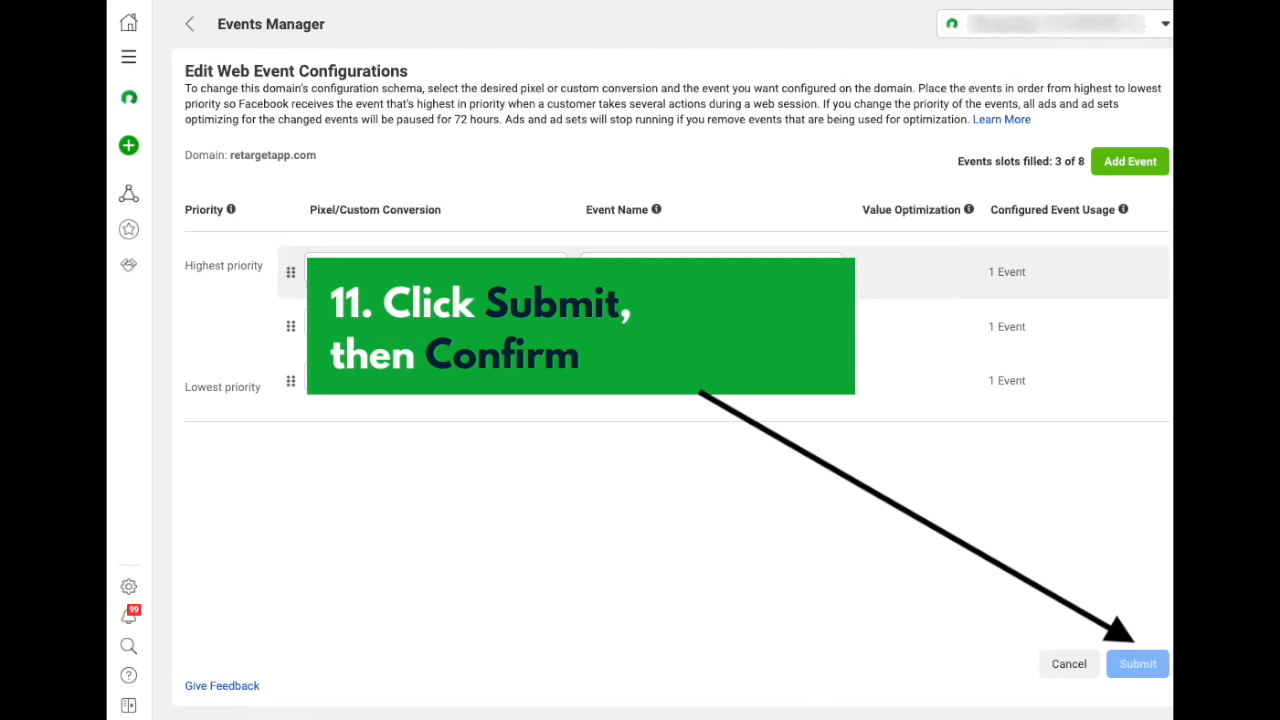 Events Manager
Edit Web Event Configurations
To change this domain's configuration schema, select the desired pixel or custom conversion and the event you want configured on the domain. Place the events in order from highest to lowest
priority so Facebook receives the event that's highest in priority when a customer takes several actions during a web session. If you change the priority of the events, all ads and ad sets
optimizing for the changed events will be paused for 72 hours. Ads and ad sets will stop running if you remove events that are being used for optimization. Learn More
Domain: retargetapp.com
Events slots filled: 3 of 8 Add Event
Priority Pixel/Custom Conversion Event Name Value Optimization Configured Event Usage
Highest priority 1 Event
11. Click Submit,
1 Event
then Confirm
Lowest priority 1 Event
99
Cancel Submit
Give Feedback